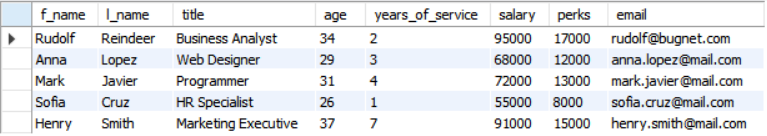 f_name l_name title age years_of_service salary perks email
Rudolf Reindeer Business Analyst 34 2 95000 17000 rudolf@bugnet.com
Anna Lopez Web Designer 29 3 68000 12000 anna.lopez@mail.com
Mark Javier Programmer 31 4 72000 13000 mark.javier@mail.com
Sofia Cruz HR Specialist 26 1 55000 8000 sofia.cruz@mail.com
Henry Smith Marketing Executive 37 7 91000 15000 henry.smith@mail.com